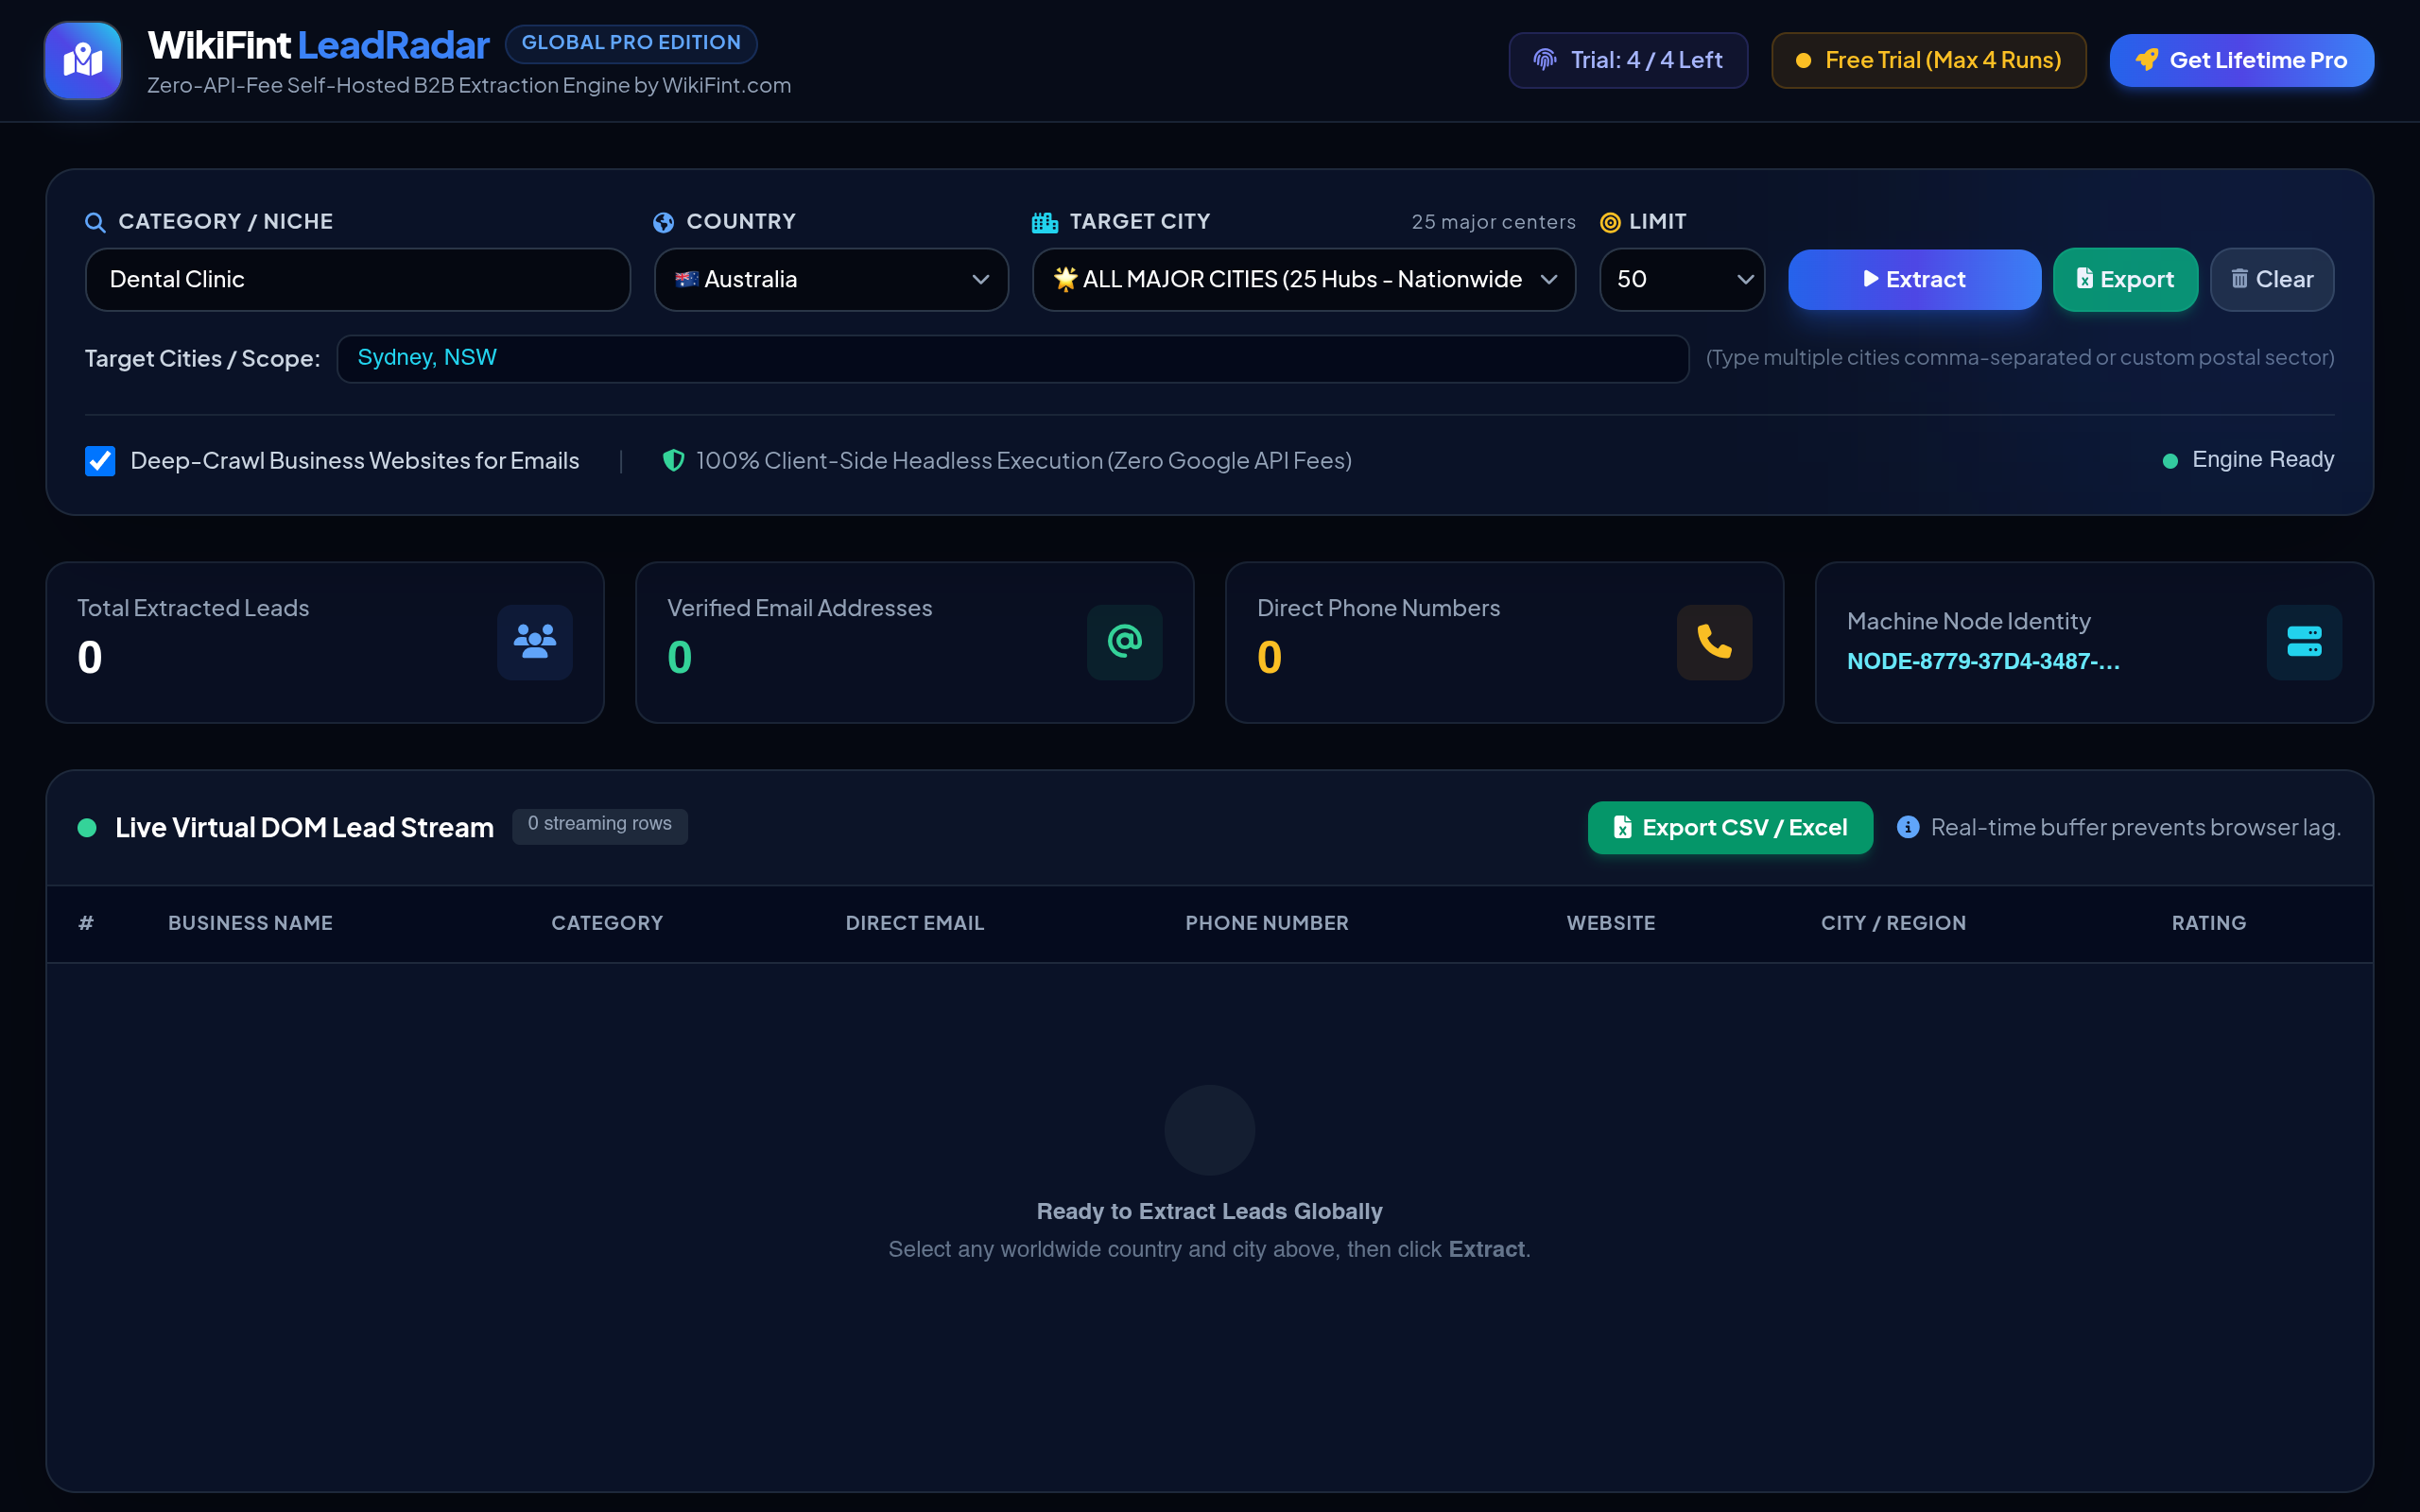 WikiFint LeadRadar GLOBAL PRO EDITION
Zero-API-Fee Self-Hosted B2B Extraction Engine by WikiFint.com
Trial: 4 / 4 Left
Free Trial (Max 4 Runs)
Get Lifetime Pro
CATEGORY / NICHE
COUNTRY
TARGET CITY
25 major centers
LIMIT
Dental Clinic
Australia
ALL MAJOR CITIES (25 Hubs - Nationwide
50
Extract
Export
Clear
Target Cities / Scope:
Sydney, NSW
(Type multiple cities comma-separated or custom postal sector)
Deep-Crawl Business Websites for Emails
100% Client-Side Headless Execution (Zero Google API Fees)
Engine Ready
Total Extracted Leads
0
Verified Email Addresses
0
Direct Phone Numbers
0
Machine Node Identity
NODE-8779-37D4-3487-...
Live Virtual DOM Lead Stream
0 streaming rows
Export CSV / Excel
Real-time buffer prevents browser lag.
# BUSINESS NAME CATEGORY DIRECT EMAIL PHONE NUMBER WEBSITE CITY / REGION RATING
Ready to Extract Leads Globally
Select any worldwide country and city above, then click Extract.